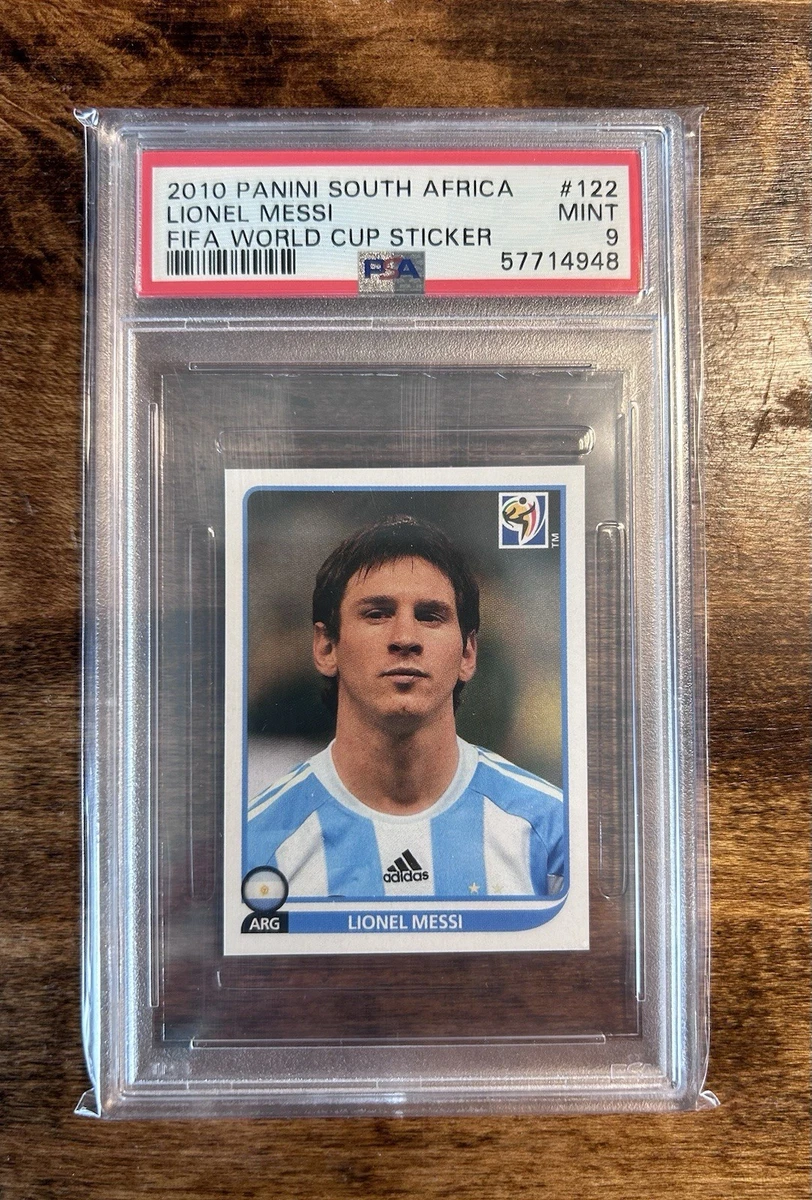 2010 PANINI SOUTH AFRICA #122
LIONEL MESSI MINT
FIFA WORLD CUP STICKER 9
57714948
PSA
TM
adidas
ARG
LIONEL MESSI